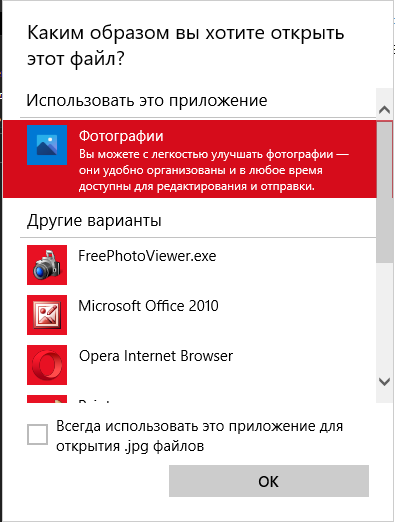 Каким образом вы хотите открыть
этот файл?
Использовать это приложение
Фотографии
Вы можете с легкостью улучшать фотографии —
они удобно организованы и в любое время
доступны для редактирования и отправки.
Другие варианты
FreePhotoViewer.exe
Microsoft Office 2010
Opera Internet Browser
Всегда использовать это приложение для
открытия .jpg файлов
OK